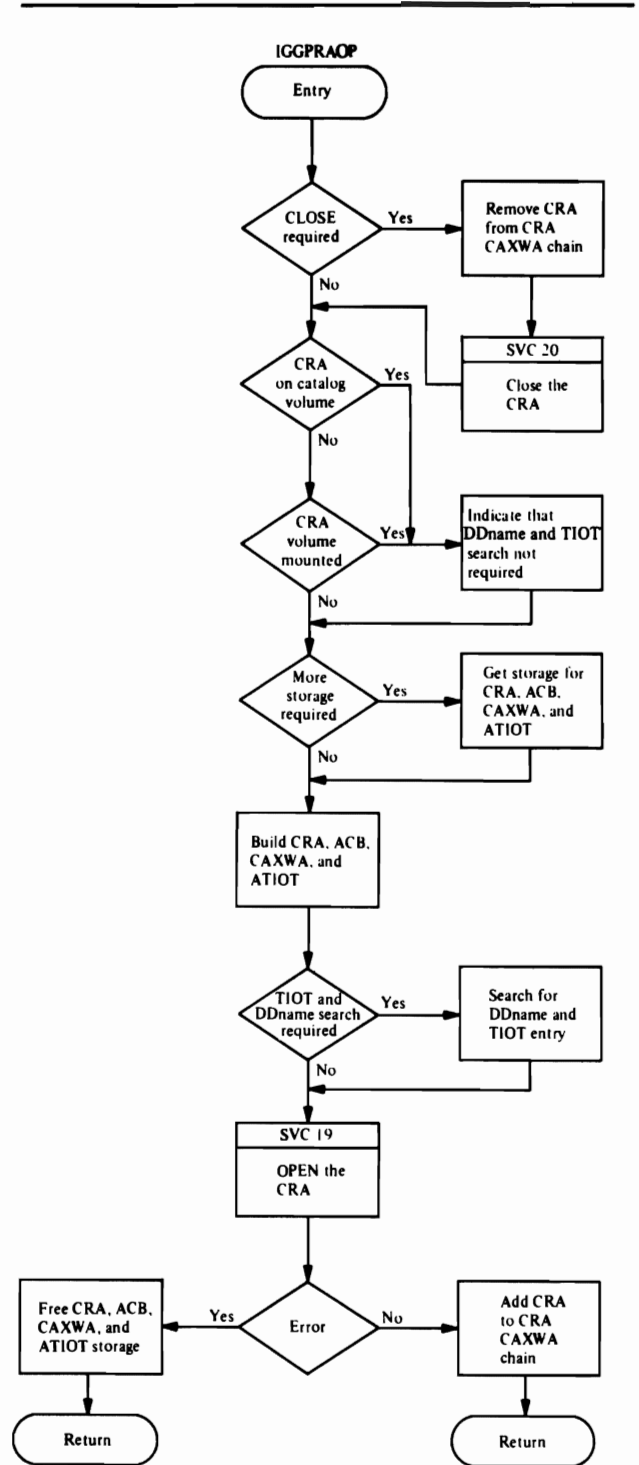 IGGPRAOP
Entry
CLOSE
required
Yes
No
Remove CRA
from CRA
CAXWA chain
SVC 20
Close the
CRA
CRA
on catalog
volume
Yes
No
CRA
volume
mounted
Yes
No
Indicate that
DDname and TIOT
search not
required
More
storage
required
Yes
No
Get storage for
CRA, ACB,
CAXWA, and
ATIOT
Build CRA, ACB,
CAXWA, and
ATIOT
TIOT and
DDname search
required
Yes
No
Search for
DDname and
TIOT entry
SVC 19
OPEN the
CRA
Error
Yes
No
Free CRA, ACB,
CAXWA, and
ATIOT storage
Add CRA
to CRA
CAXWA
chain
Return
Return